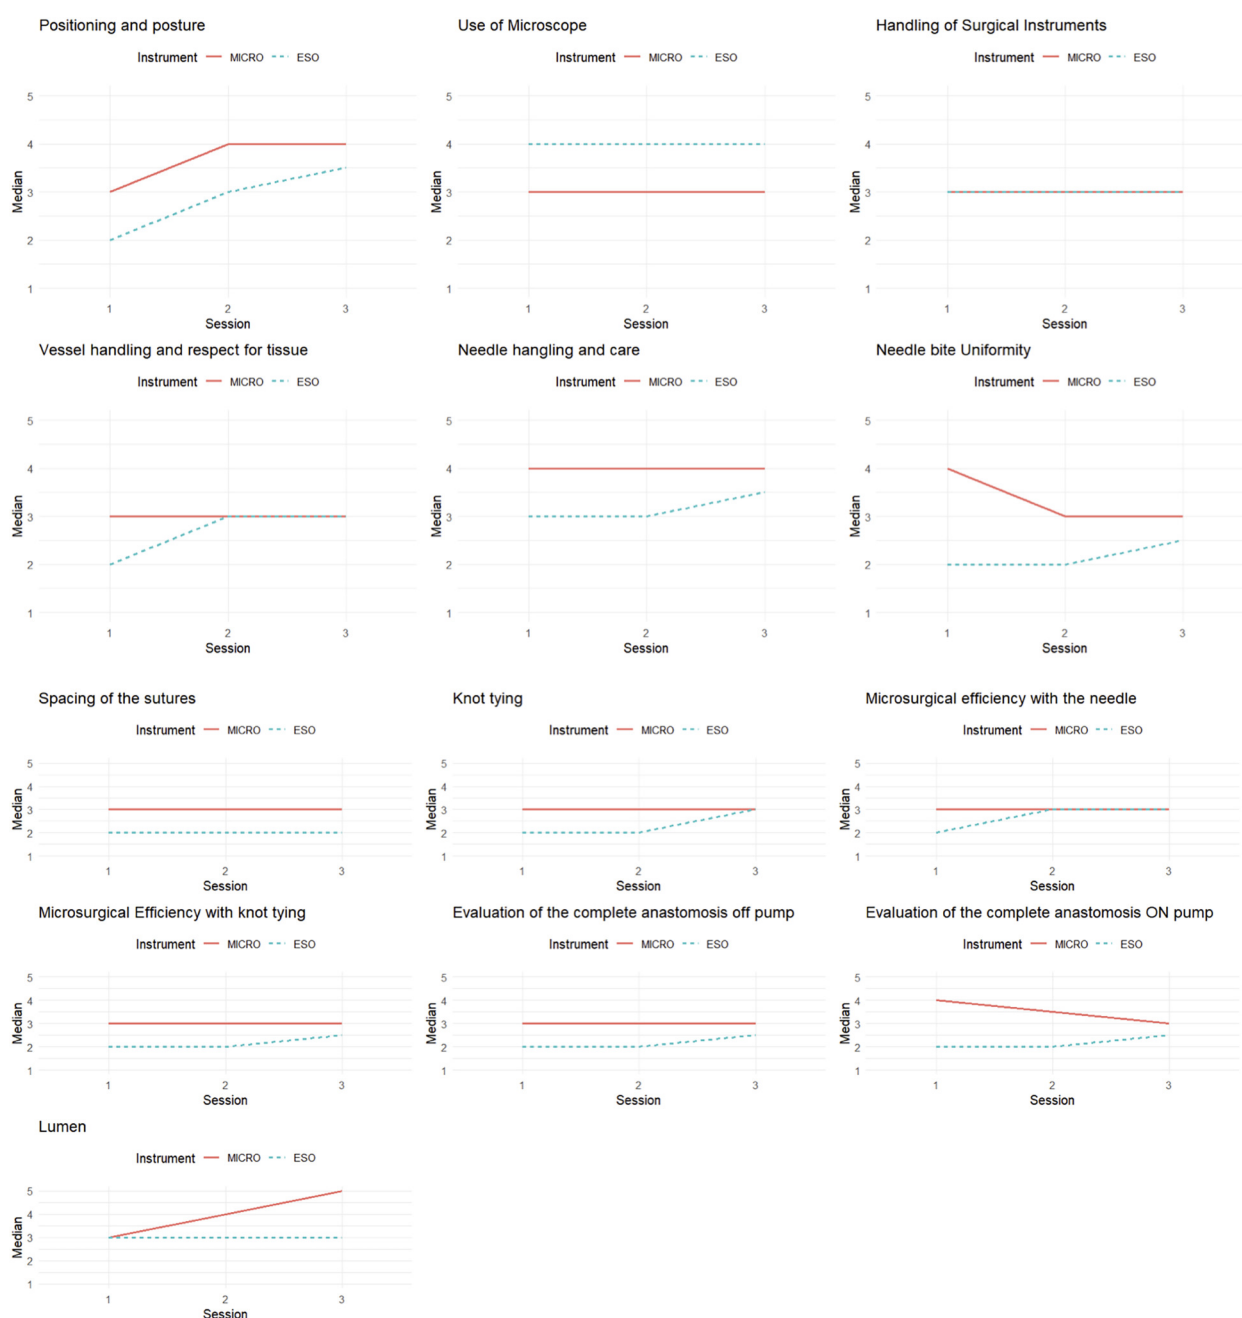 Positioning and posture
Use of Microscope
Handling of Surgical Instruments
Instrument MICRO ESO
Instrument MICRO ESO
Instrument MICRO ESO
5
4
3
2
1
Median
1 2 3
Session
5
4
3
2
1
Median
1 2 3
Session
5
4
3
2
1
Median
1 2 3
Session
Vessel handling and respect for tissue
Needle hangling and care
Needle bite Uniformity
Instrument MICRO ESO
Instrument MICRO ESO
Instrument MICRO ESO
5
4
3
2
1
Median
1 2 3
Session
5
4
3
2
1
Median
1 2 3
Session
5
4
3
2
1
Median
1 2 3
Session
Spacing of the sutures
Knot tying
Microsurgical efficiency with the needle
Instrument MICRO ESO
Instrument MICRO ESO
Instrument MICRO ESO
5
4
3
2
1
Median
1 2 3
Session
5
4
3
2
1
Median
1 2 3
Session
5
4
3
2
1
Median
1 2 3
Session
Microsurgical Efficiency with knot tying
Evaluation of the complete anastomosis off pump
Evaluation of the complete anastomosis ON pump
Instrument MICRO ESO
Instrument MICRO ESO
Instrument MICRO ESO
5
4
3
2
1
Median
1 2 3
Session
5
4
3
2
1
Median
1 2 3
Session
5
4
3
2
1
Median
1 2 3
Session
Lumen
Instrument MICRO ESO
5
4
3
2
1
Median
1 2 3
Session